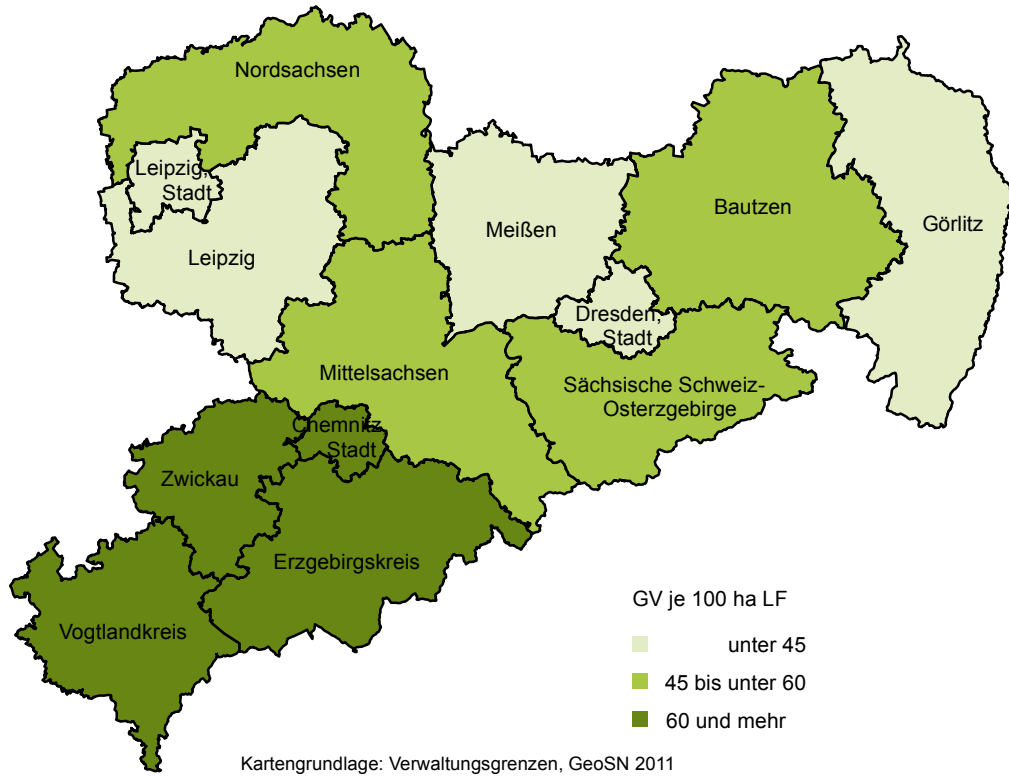 Nordsachsen
Leipzig,
Stadt
Leipzig
Meißen
Bautzen
Görlitz
Dresden,
Stadt
Mittelsachsen
Sächsische Schweiz-
Osterzgebirge
Chemnitz,
Stadt
Zwickau
Erzgebirgskreis
Vogtlandkreis
GV je 100 ha LF
unter 45
45 bis unter 60
60 und mehr
Kartengrundlage: Verwaltungsgrenzen, GeoSN 2011